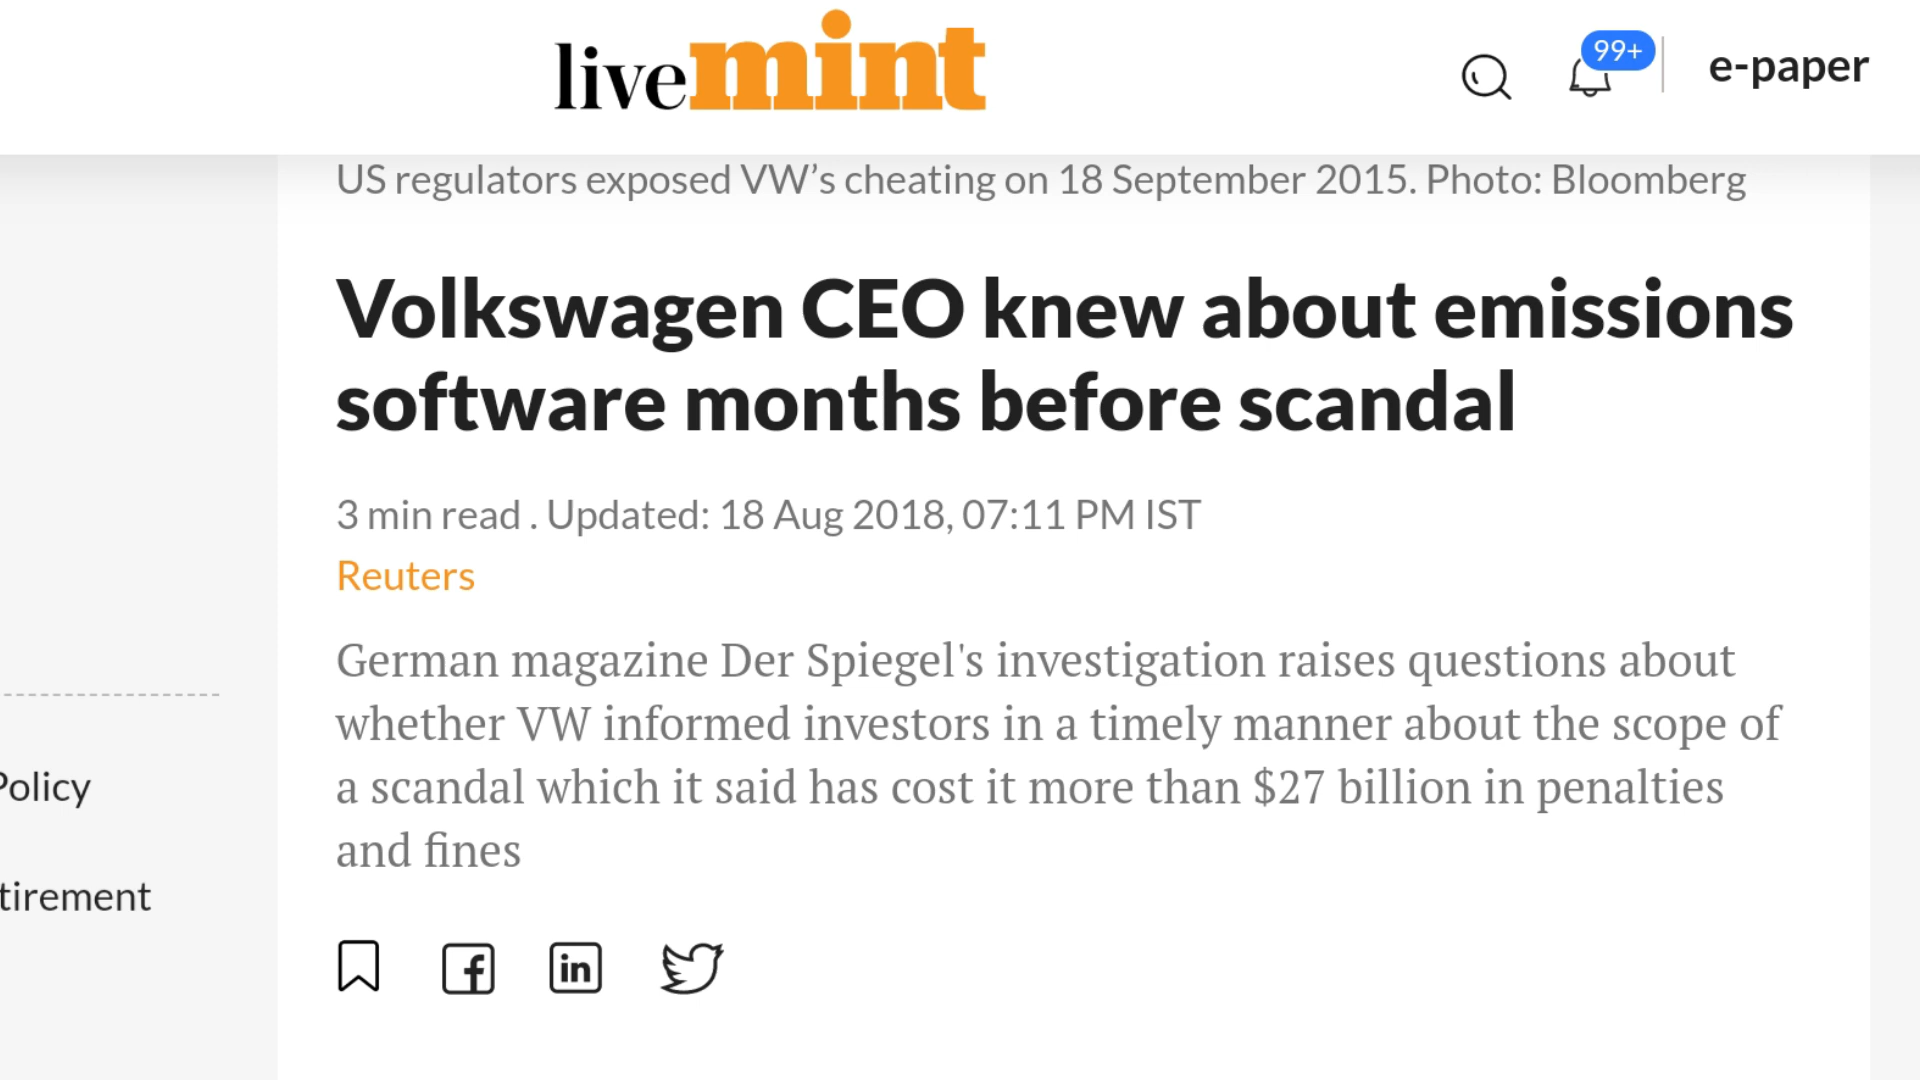 livemint
99+
e-paper
US regulators exposed VW’s cheating on 18 September 2015. Photo: Bloomberg
Volkswagen CEO knew about emissions
software months before scandal
3 min read . Updated: 18 Aug 2018, 07:11 PM IST
Reuters
German magazine Der Spiegel's investigation raises questions about
whether VW informed investors in a timely manner about the scope of
a scandal which it said has cost it more than $27 billion in penalties
and fines
Policy
tirement
f
in